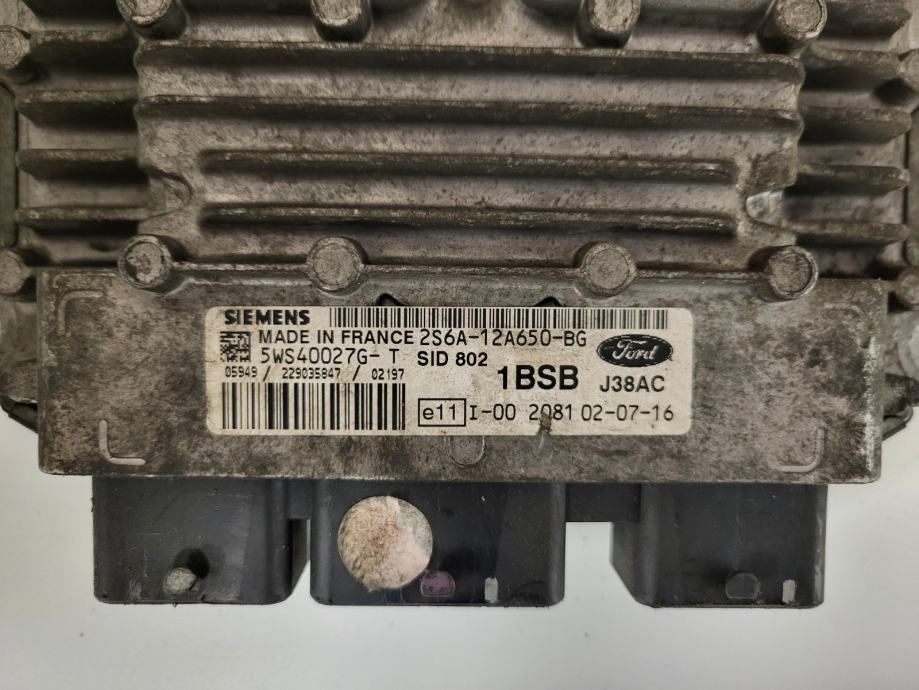 SIEMENS
MADE IN FRANCE 2S6A-12A650-BG
5WS40027G- T SID 802
Ford
05949 / 229035847 / 02197
1BSB J38AC
e11 I-00 2081 02-07-16